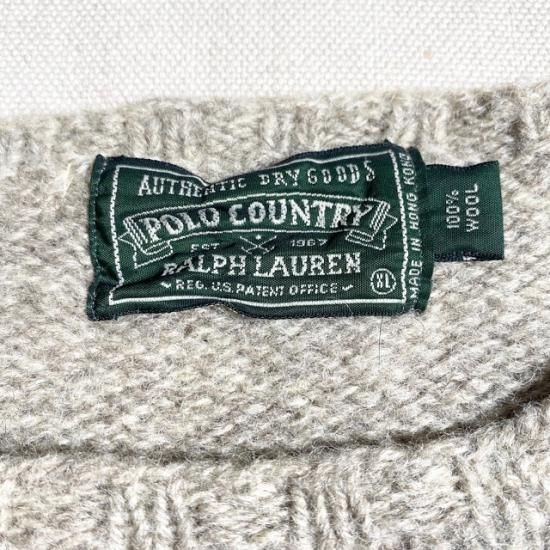 AUTHENTIC DRY GOODS
POLO COUNTRY
EST 1967
RALPH LAUREN
REG. U.S. PATENT OFFICE
XL
MADE IN HONG KONG
100%
WOOL